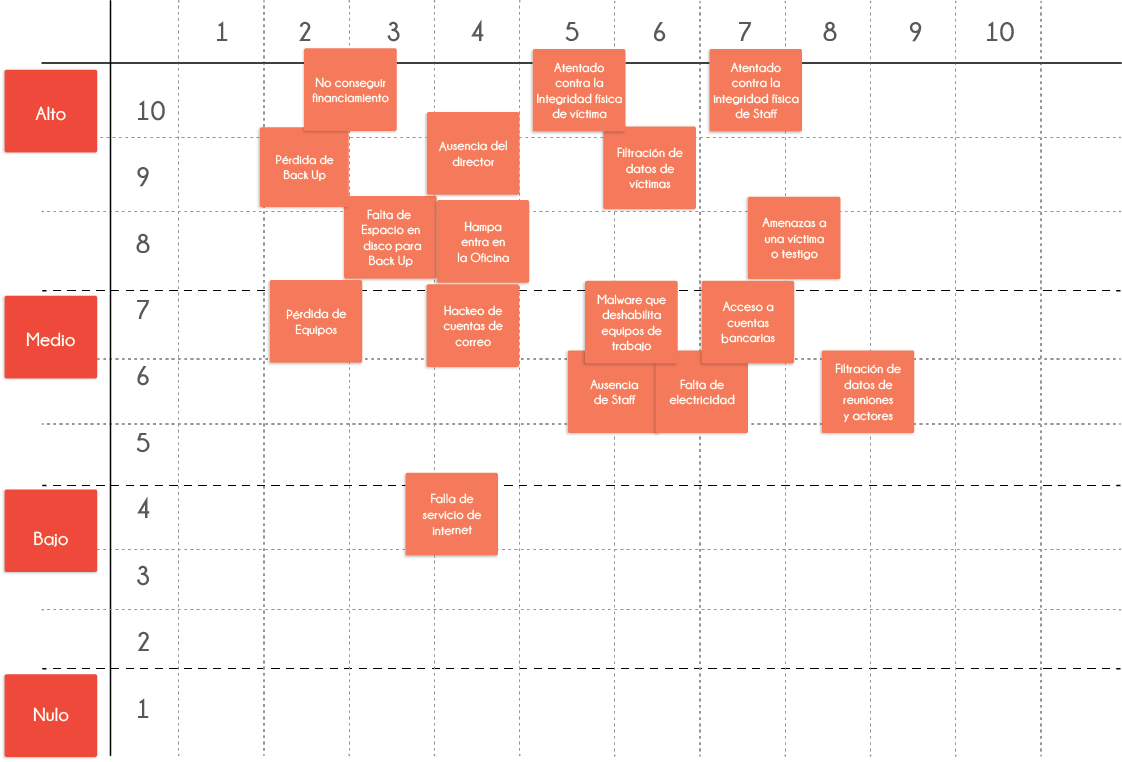 1 2 3 4 5 6 7 8 9 10
Alto
10
No conseguir
financiamiento
Atentado
contra la
Integridad física
de víctima
Atentado
contra la
integridad física
de Staff
9
Pérdida de
Back Up
Ausencia del
director
Filtración de
datos de
víctimas
8
Falta de
Espacio en
disco para
Back Up
Hampa
entra en
la Oficina
Amenazas a
una víctima
o testigo
Medio
7
Pérdida de
Equipos
Hackeo de
cuentas de
correo
Malware que
deshabilita
equipos de
trabajo
Acceso a
cuentas
bancarias
6
Ausencia
de Staff
Falta de
electricidad
Filtración de
datos de
reuniones
y actores
5
Bajo
4
Falla de
servicio de
internet
3
2
Nulo
1